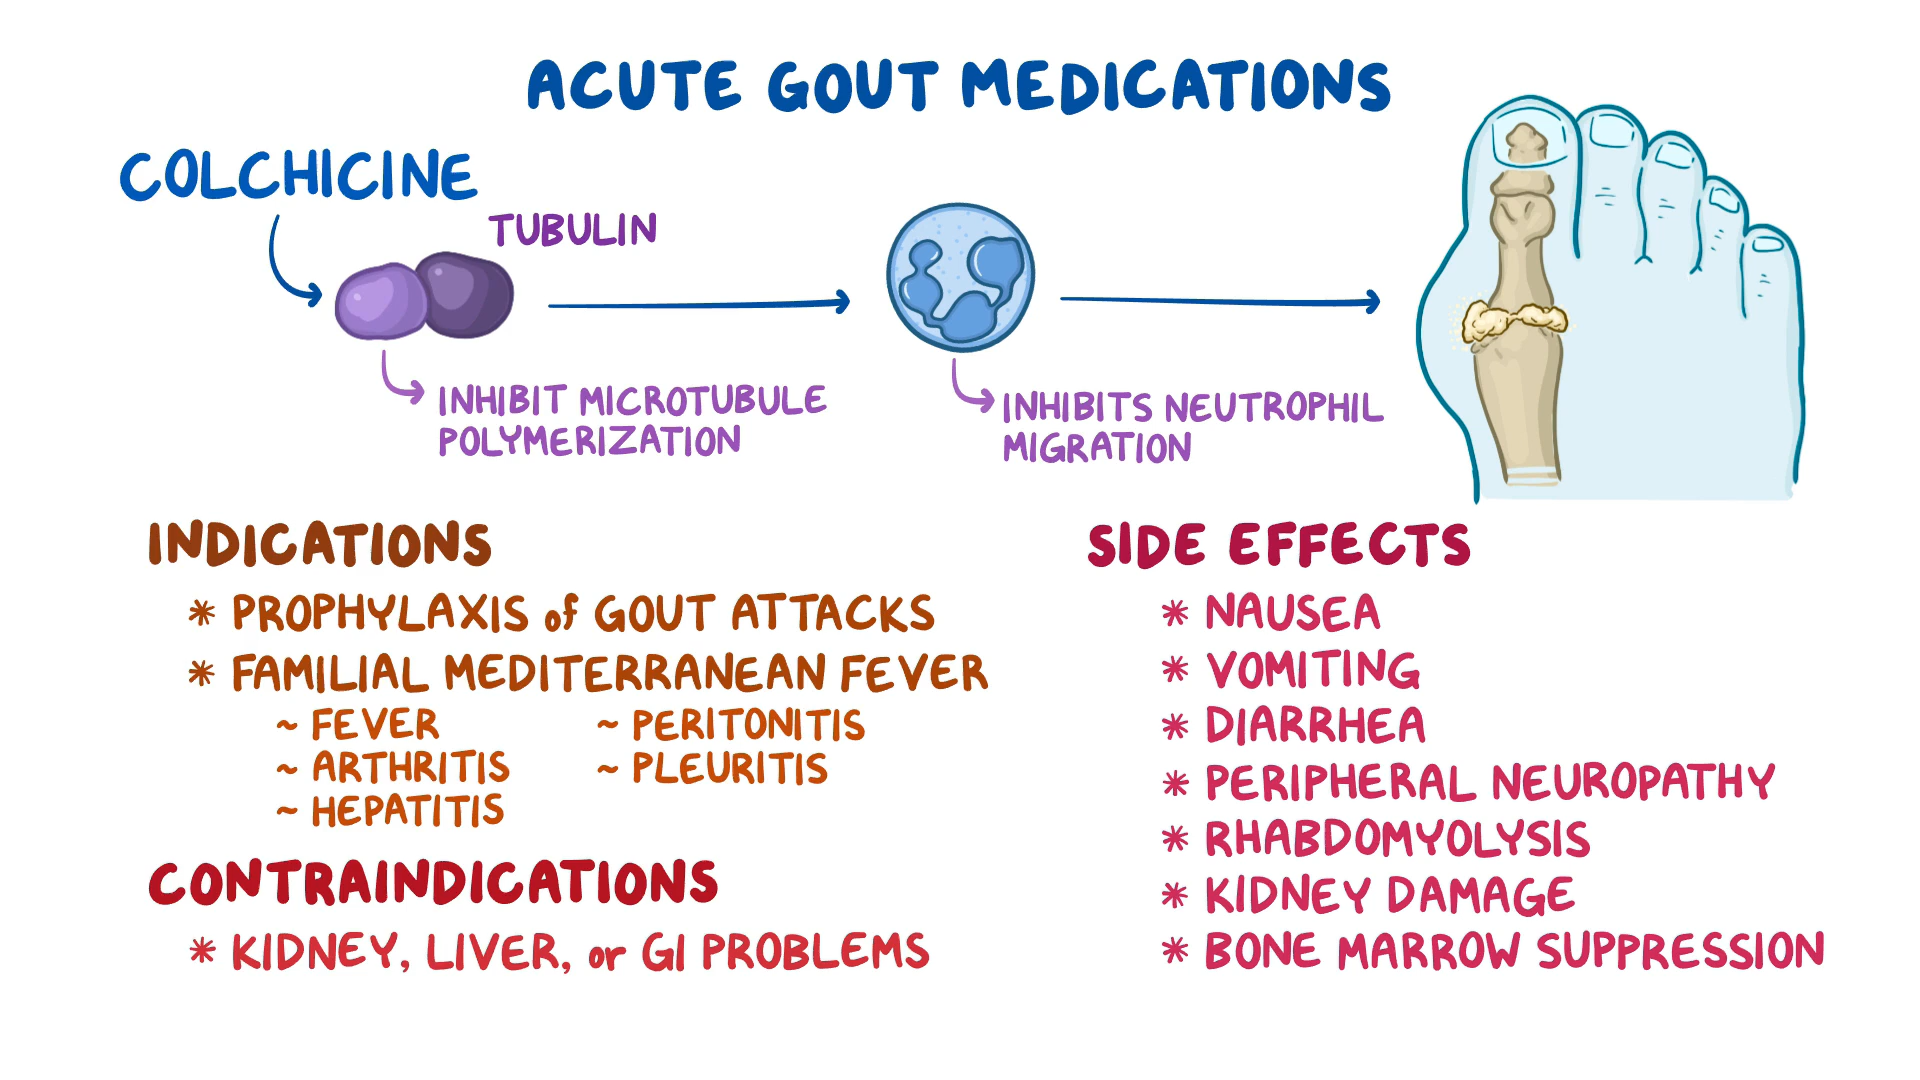 ACUTE GOUT MEDICATIONS
COLCHICINE
TUBULIN
INHIBIT MICROTUBULE
POLYMERIZATION
INHIBITS NEUTROPHIL
MIGRATION
INDICATIONS
* PROPHYLAXIS of GOUT ATTACKS
* FAMILIAL MEDITERRANEAN FEVER
~ FEVER
~ ARTHRITIS
~ HEPATITIS
~ PERITONITIS
~ PLEURITIS
CONTRAINDICATIONS
* KIDNEY, LIVER, or GI PROBLEMS
SIDE EFFECTS
* NAUSEA
* VOMITING
* DIARRHEA
* PERIPHERAL NEUROPATHY
* RHABDOMYOLYSIS
* KIDNEY DAMAGE
* BONE MARROW SUPPRESSION